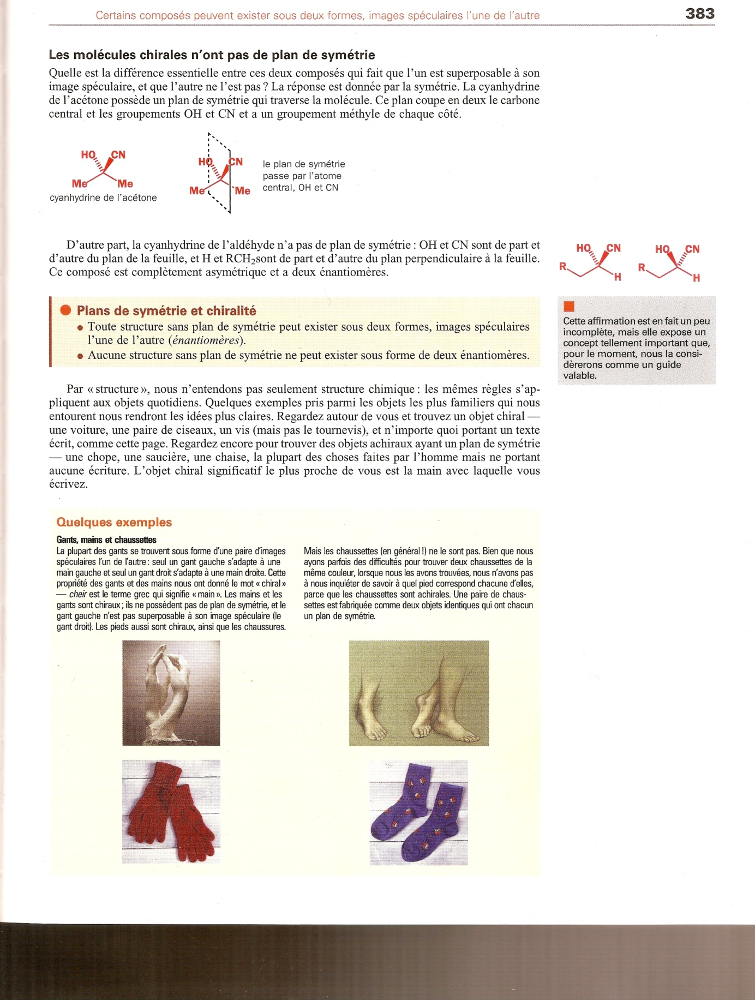 Certains composés peuvent exister sous deux formes, images spéculaires l'une de l'autre
383
Les molécules chirales n'ont pas de plan de symétrie
Quelle est la différence essentielle entre ces deux composés qui fait que l'un est superposable à son
image spéculaire, et que l'autre ne l'est pas ? La réponse est donnée par la symétrie. La cyanhydrine
de l'acétone possède un plan de symétrie qui traverse la molécule. Ce plan coupe en deux le carbone
central et les groupements OH et CN et a un groupement méthyle de chaque côté.
HO CN
Me Me
cyanhydrine de l'acétone
HO CN
Me Me
le plan de symétrie
passe par l'atome
central, OH et CN
D'autre part, la cyanhydrine de l'aldéhyde n'a pas de plan de symétrie : OH et CN sont de part et
d'autre du plan de la feuille, et H et RCH2sont de part et d'autre du plan perpendiculaire à la feuille.
Ce composé est complètement asymétrique et a deux énantiomères.
HO CN
R H
HO CN
R H
Plans de symétrie et chiralité
• Toute structure sans plan de symétrie peut exister sous deux formes, images spéculaires
l'une de l'autre (énantiomères).
• Aucune structure sans plan de symétrie ne peut exister sous forme de deux énantiomères.
Cette affirmation est en fait un peu
incomplète, mais elle expose un
concept tellement important que,
pour le moment, nous la consi-
dèrerons comme un guide
valable.
Par « structure », nous n'entendons pas seulement structure chimique : les mêmes règles s'ap-
pliquent aux objets quotidiens. Quelques exemples pris parmi les objets les plus familiers qui nous
entourent nous rendront les idées plus claires. Regardez autour de vous et trouvez un objet chiral —
une voiture, une paire de ciseaux, un vis (mais pas le tournevis), et n'importe quoi portant un texte
écrit, comme cette page. Regardez encore pour trouver des objets achiraux ayant un plan de symétrie
— une chope, une saucière, une chaise, la plupart des choses faites par l'homme mais ne portant
aucune écriture. L'objet chiral significatif le plus proche de vous est la main avec laquelle vous
écrivez.
Quelques exemples
Gants, mains et chaussettes
La plupart des gants se trouvent sous forme d'une paire d'images
spéculaires l'un de l'autre : seul un gant gauche s'adapte à une
main gauche et seul un gant droit s'adapte à une main droite. Cette
propriété des gants et des mains nous ont donné le mot « chiral »
— cheir est le terme grec qui signifie « main ». Les mains et les
gants sont chiraux ; ils ne possèdent pas de plan de symétrie, et le
gant gauche n'est pas superposable à son image spéculaire (le
gant droit). Les pieds aussi sont chiraux, ainsi que les chaussures.
Mais les chaussettes (en général !) ne le sont pas. Bien que nous
ayons parfois des difficultés pour trouver deux chaussettes de la
même couleur, lorsque nous les avons trouvées, nous n'avons pas
à nous inquiéter de savoir à quel pied correspond chacune d'elles,
parce que les chaussettes sont achirales. Une paire de chaus-
settes est fabriquée comme deux objets identiques qui ont chacun
un plan de symétrie.